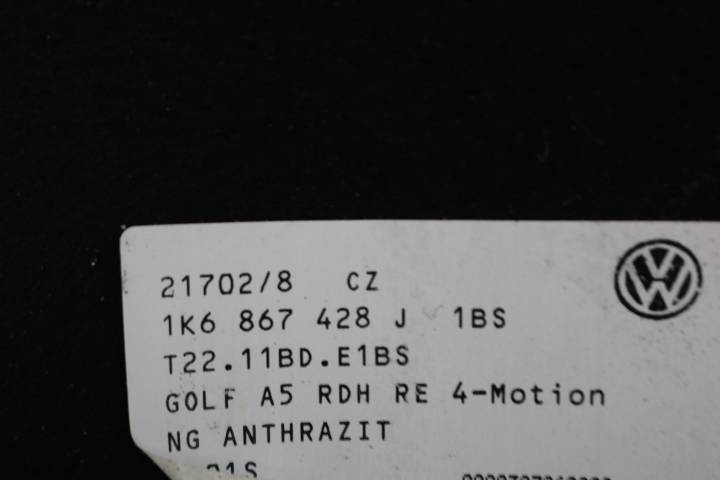 21702/8 CZ
1K6 867 428 J 1BS
T22.11BD.E1BS
GOLF A5 RDH RE 4-Motion
NG ANTHRAZIT